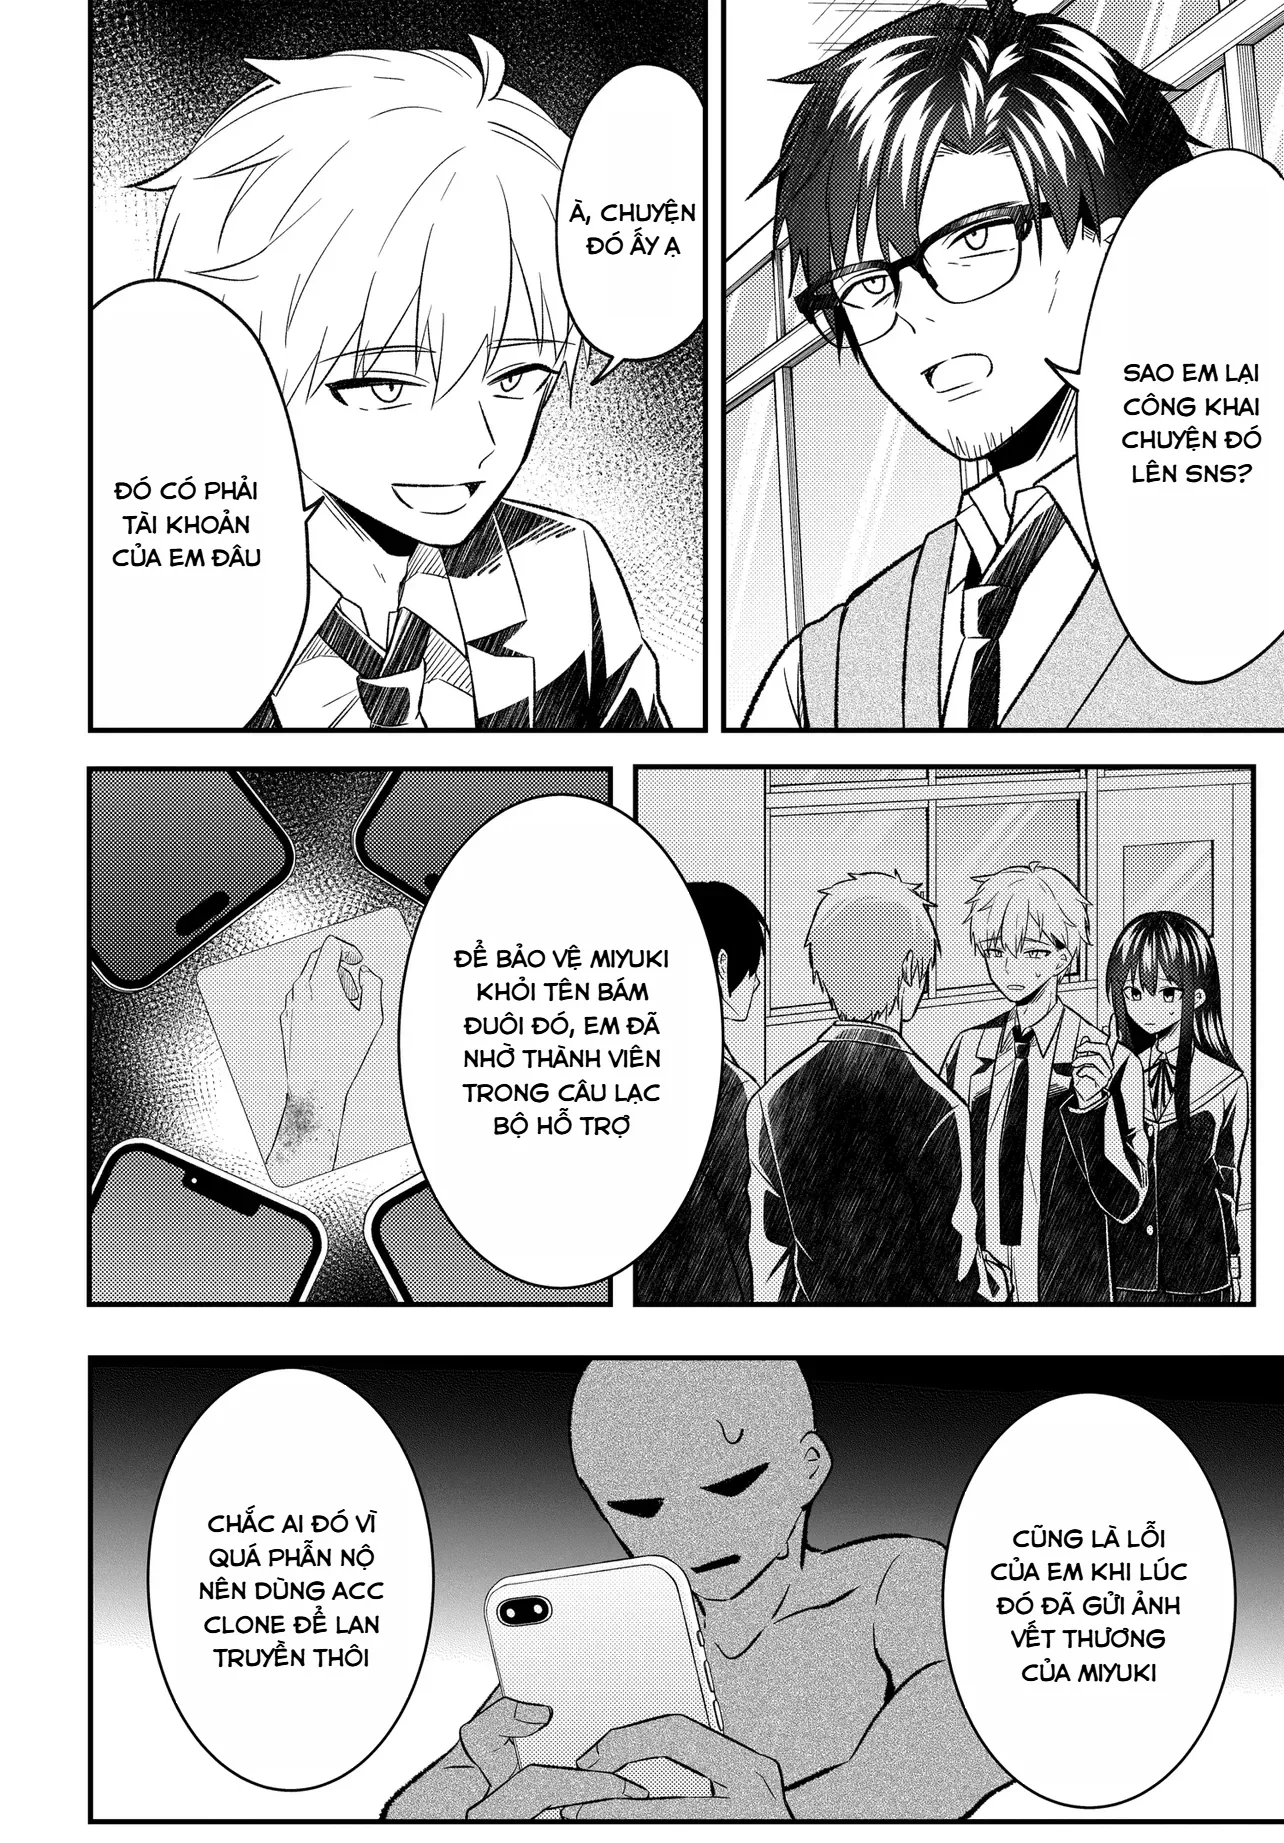 SAO EM LẠI
CÔNG KHAI
CHUYỆN ĐÓ
LÊN SNS?
À, CHUYỆN
ĐÓ ẤY Ạ
ĐÓ CÓ PHẢI
TÀI KHOẢN
CỦA EM ĐÂU
ĐỂ BẢO VỆ MIYUKI
KHỎI TÊN BÁM
ĐUÔI ĐÓ, EM ĐÃ
NHỜ THÀNH VIÊN
TRONG CÂU LẠC
BỘ HỖ TRỢ
CŨNG LÀ LỖI
CỦA EM KHI LÚC
ĐÓ ĐÃ GỬI ẢNH
VẾT THƯƠNG
CỦA MIYUKI
CHẮC AI ĐÓ VÌ
QUÁ PHẪN NỘ
NÊN DÙNG ACC
CLONE ĐỂ LAN
TRUYỀN THÔI